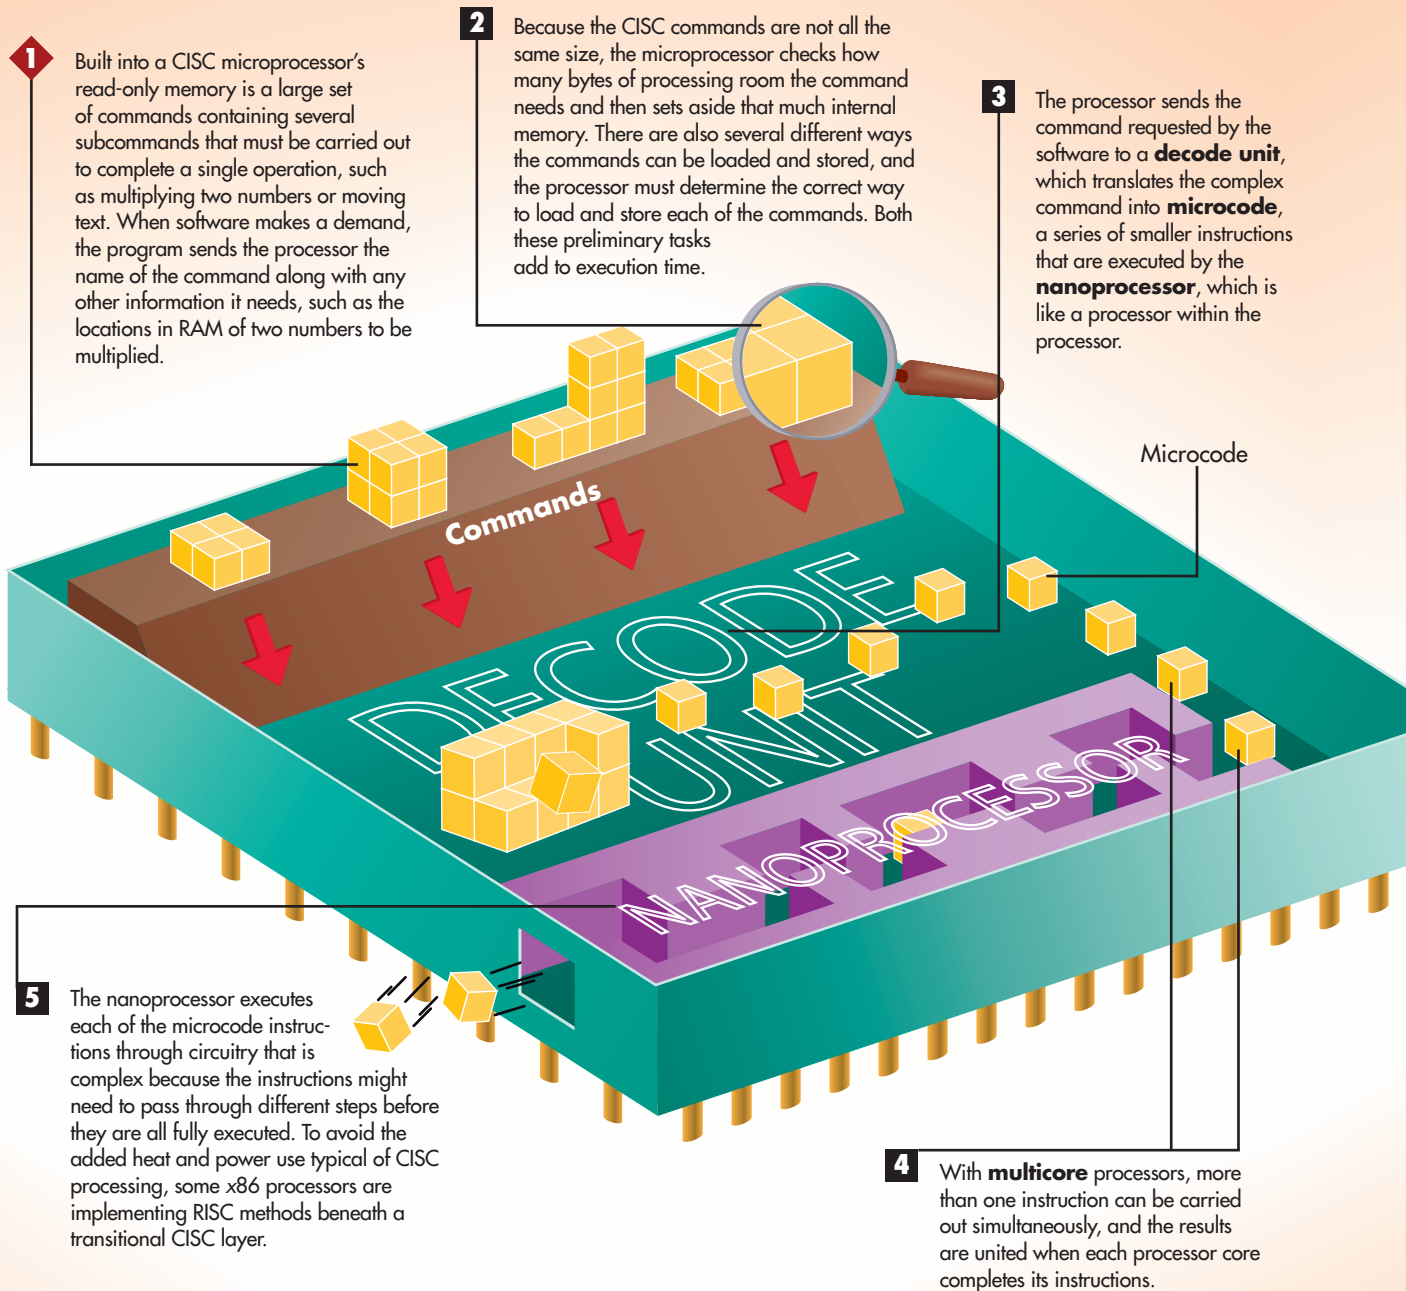 1
Built into a CISC microprocessor's
read-only memory is a large set
of commands containing several
subcommands that must be carried out
to complete a single operation, such
as multiplying two numbers or moving
text. When software makes a demand,
the program sends the processor the
name of the command along with any
other information it needs, such as the
locations in RAM of two numbers to be
multiplied.
2
Because the CISC commands are not all the
same size, the microprocessor checks how
many bytes of processing room the command
needs and then sets aside that much internal
memory. There are also several different ways
the commands can be loaded and stored, and
the processor must determine the correct way
to load and store each of the commands. Both
these preliminary tasks
add to execution time.
3
The processor sends the
command requested by the
software to a decode unit,
which translates the complex
command into microcode,
a series of smaller instructions
that are executed by the
nanoprocessor, which is
like a processor within the
processor.
Microcode
Commands
DECODE
UNIT
NANOPROCESSOR
5
The nanoprocessor executes
each of the microcode instruc-
tions through circuitry that is
complex because the instructions might
need to pass through different steps before
they are all fully executed. To avoid the
added heat and power use typical of CISC
processing, some x86 processors are
implementing RISC methods beneath a
transitional CISC layer.
4
With multicore processors, more
than one instruction can be carried
out simultaneously, and the results
are united when each processor core
completes its instructions.